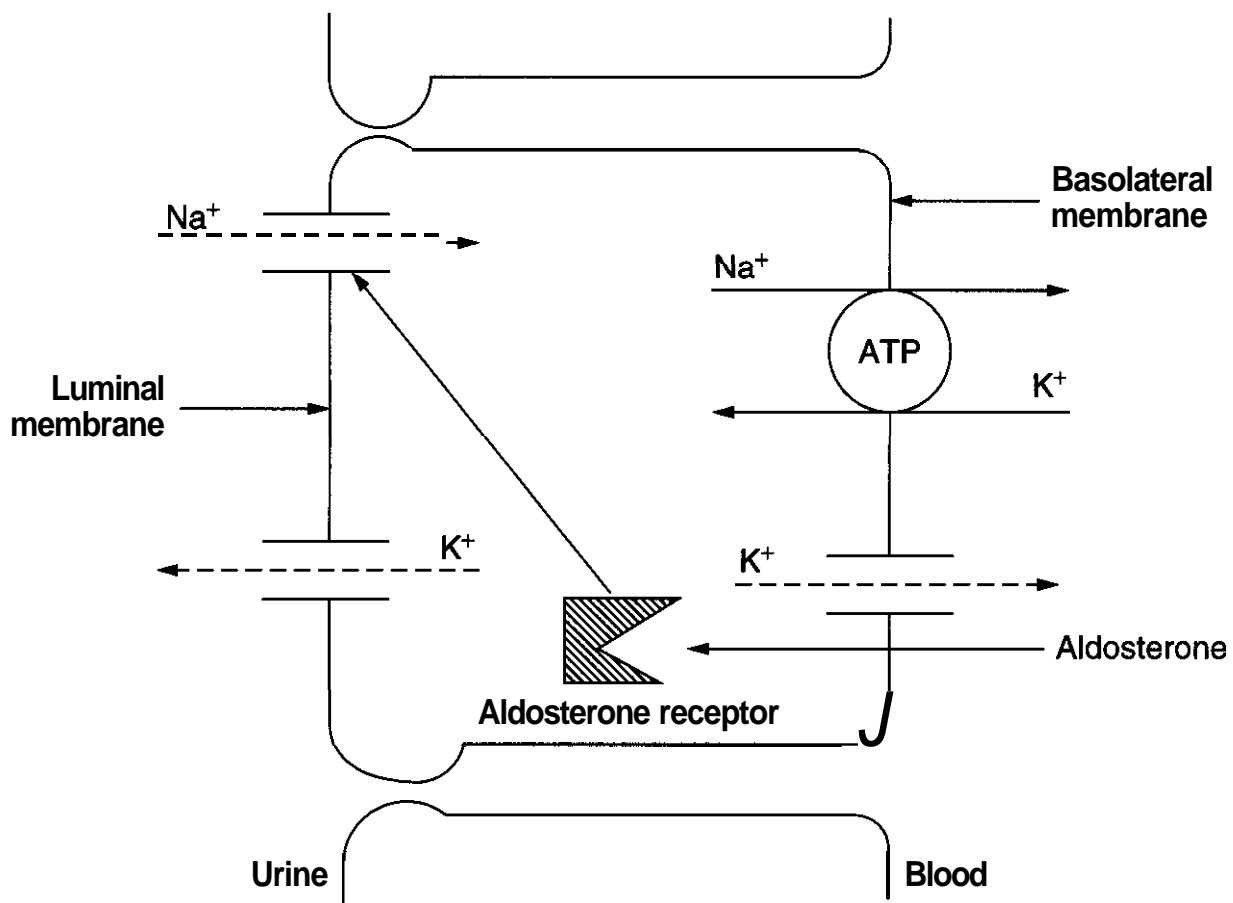 Na⁺
Basolateral
membrane
Na⁺
ATP
K⁺
Luminal
membrane
K⁺
K⁺
Aldosterone
Aldosterone receptor
Urine
Blood